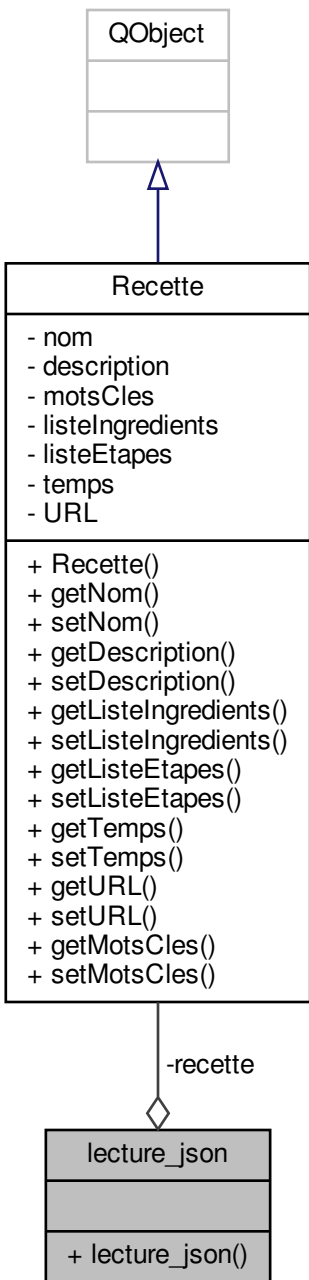 QObject
Recette
- nom
- description
- motsCles
- listeIngredients
- listeEtapes
- temps
- URL
+ Recette()
+ getNom()
+ setNom()
+ getDescription()
+ setDescription()
+ getListeIngredients()
+ setListeIngredients()
+ getListeEtapes()
+ setListeEtapes()
+ getTemps()
+ setTemps()
+ getURL()
+ setURL()
+ getMotsCles()
+ setMotsCles()
-recette
lecture_json
+ lecture_json()